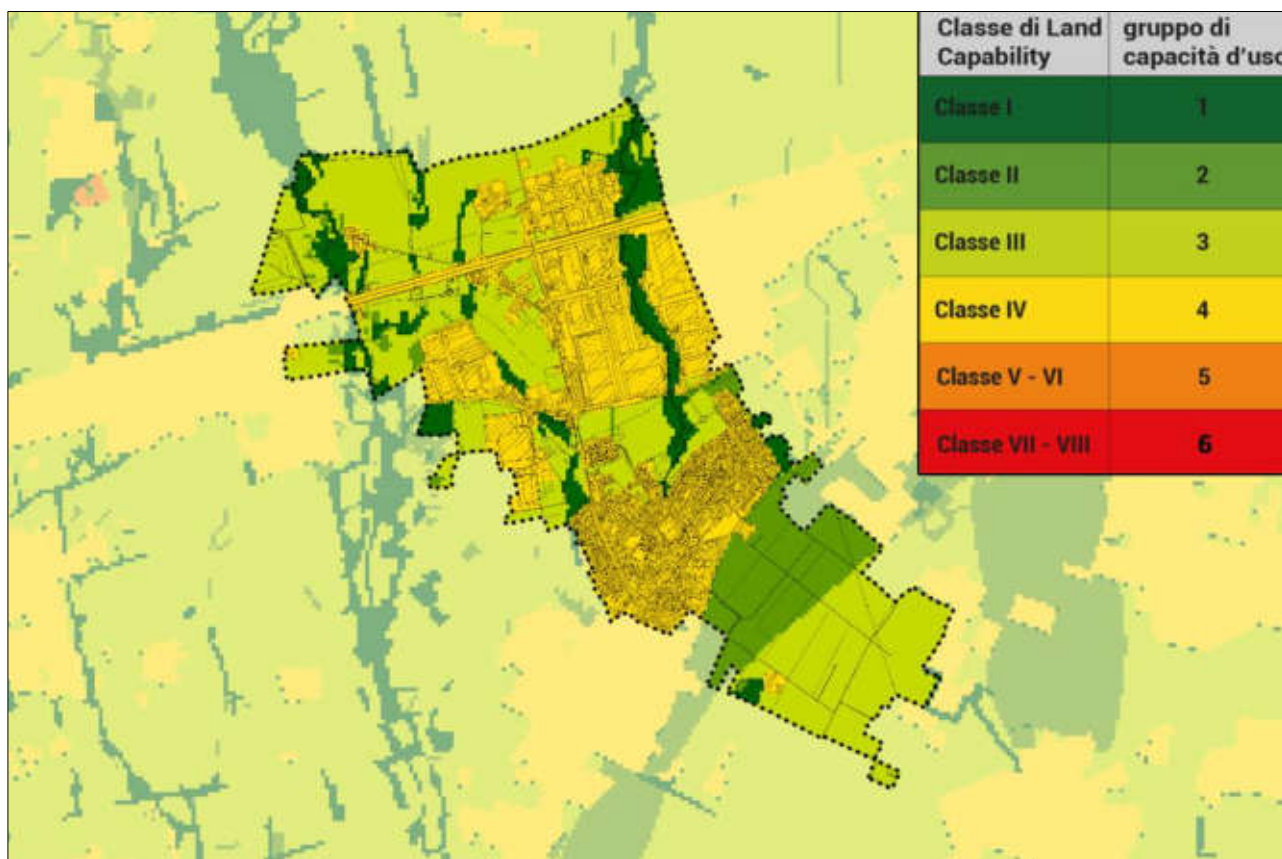 Classe di Land gruppo di
Capability capacità d'uso
Classe I 1
Classe II 2
Classe III 3
Classe IV 4
Classe V - VI 5
Classe VII - VIII 6